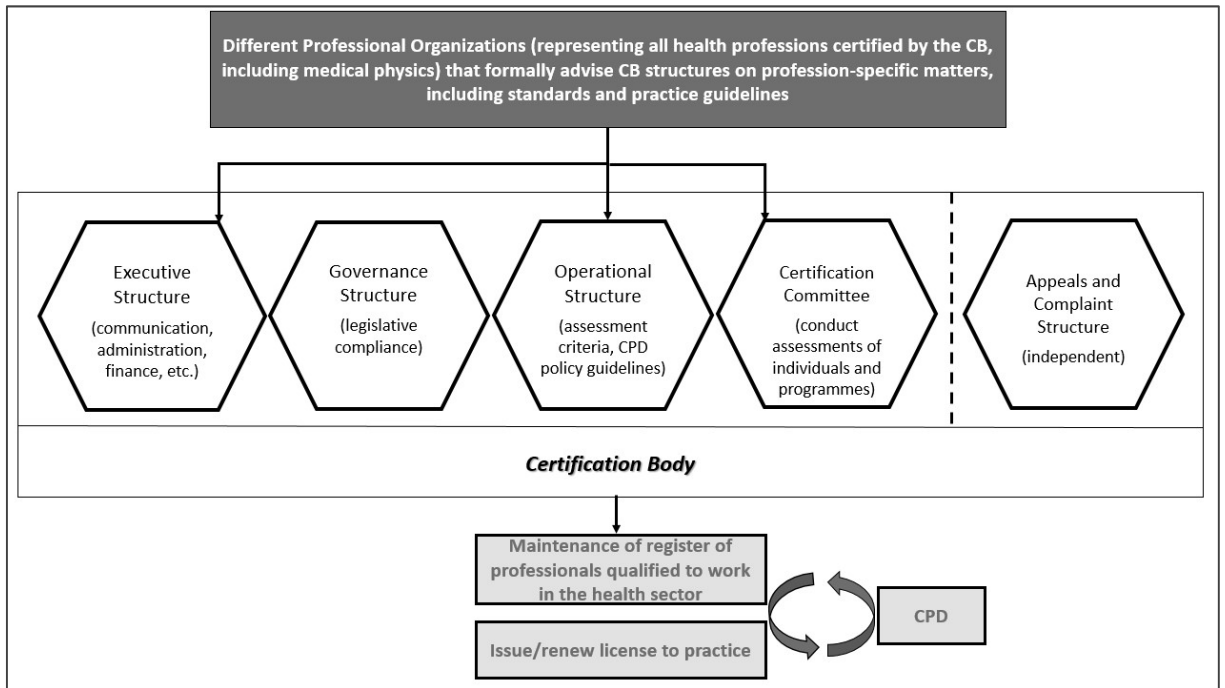 Different Professional Organizations (representing all health professions certified by the CB,
including medical physics) that formally advise CB structures on profession-specific matters,
including standards and practice guidelines
Executive
Structure
(communication,
administration,
finance, etc.)
Governance
Structure
(legislative
compliance)
Operational
Structure
(assessment
criteria, CPD
policy guidelines)
Certification
Committee
(conduct
assessments of
individuals and
programmes)
Appeals and
Complaint
Structure
(independent)
Certification Body
Maintenance of register of
professionals qualified to work
in the health sector
Issue/renew license to practice
CPD